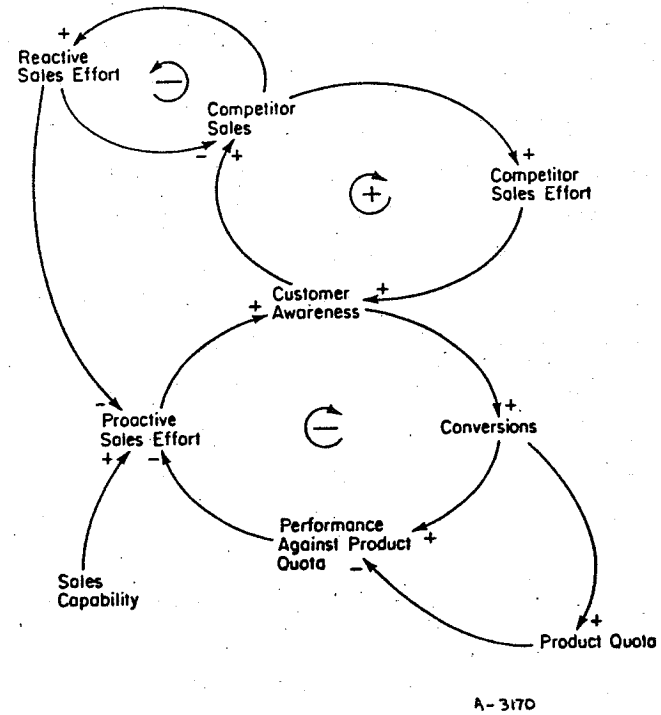 +
Reactive
Sales Effort
−
Competitor
Sales
− +
+
Competitor
Sales Effort
+
+
Customer
Awareness
+
−
Proactive
Sales Effort
+ −
−
+
Conversions
Performance
Against Product
Quota
+
−
Sales
Capability
+
Product Quota
A-3170